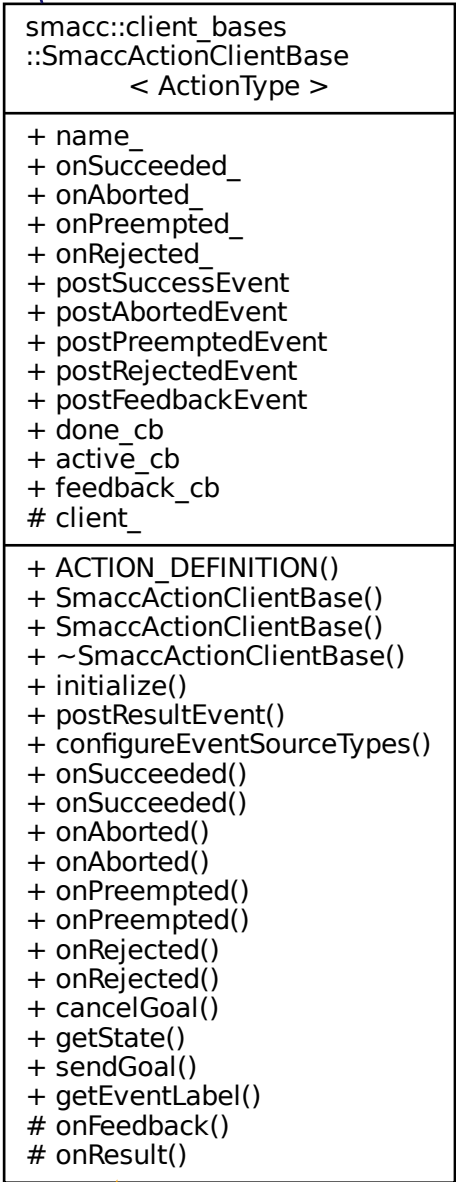 smacc::client_bases
::SmaccActionClientBase
< ActionType >
+ name_
+ onSucceeded_
+ onAborted_
+ onPreempted_
+ onRejected_
+ postSuccessEvent
+ postAbortedEvent
+ postPreemptedEvent
+ postRejectedEvent
+ postFeedbackEvent
+ done_cb
+ active_cb
+ feedback_cb
# client_
+ ACTION_DEFINITION()
+ SmaccActionClientBase()
+ SmaccActionClientBase()
+ ~SmaccActionClientBase()
+ initialize()
+ postResultEvent()
+ configureEventSourceTypes()
+ onSucceeded()
+ onSucceeded()
+ onAborted()
+ onAborted()
+ onPreempted()
+ onPreempted()
+ onRejected()
+ onRejected()
+ cancelGoal()
+ getState()
+ sendGoal()
+ getEventLabel()
# onFeedback()
# onResult()